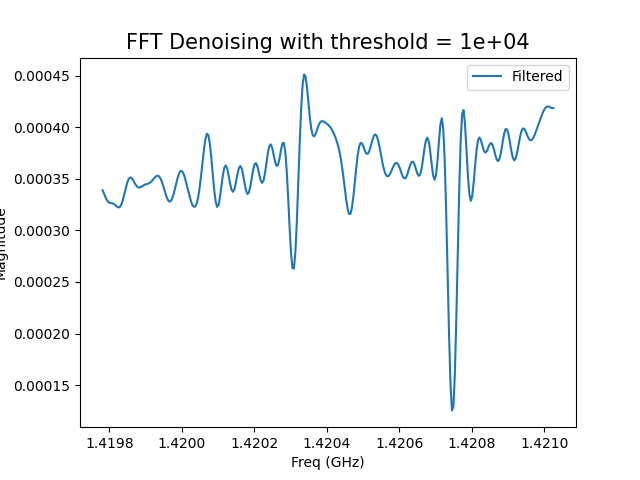 FFT Denoising with threshold = 1e+04
Filtered
0.00045
0.00040
0.00035
0.00030
0.00025
0.00020
0.00015
Magnitude
1.4198 1.4200 1.4202 1.4204 1.4206 1.4208 1.4210
Freq (GHz)